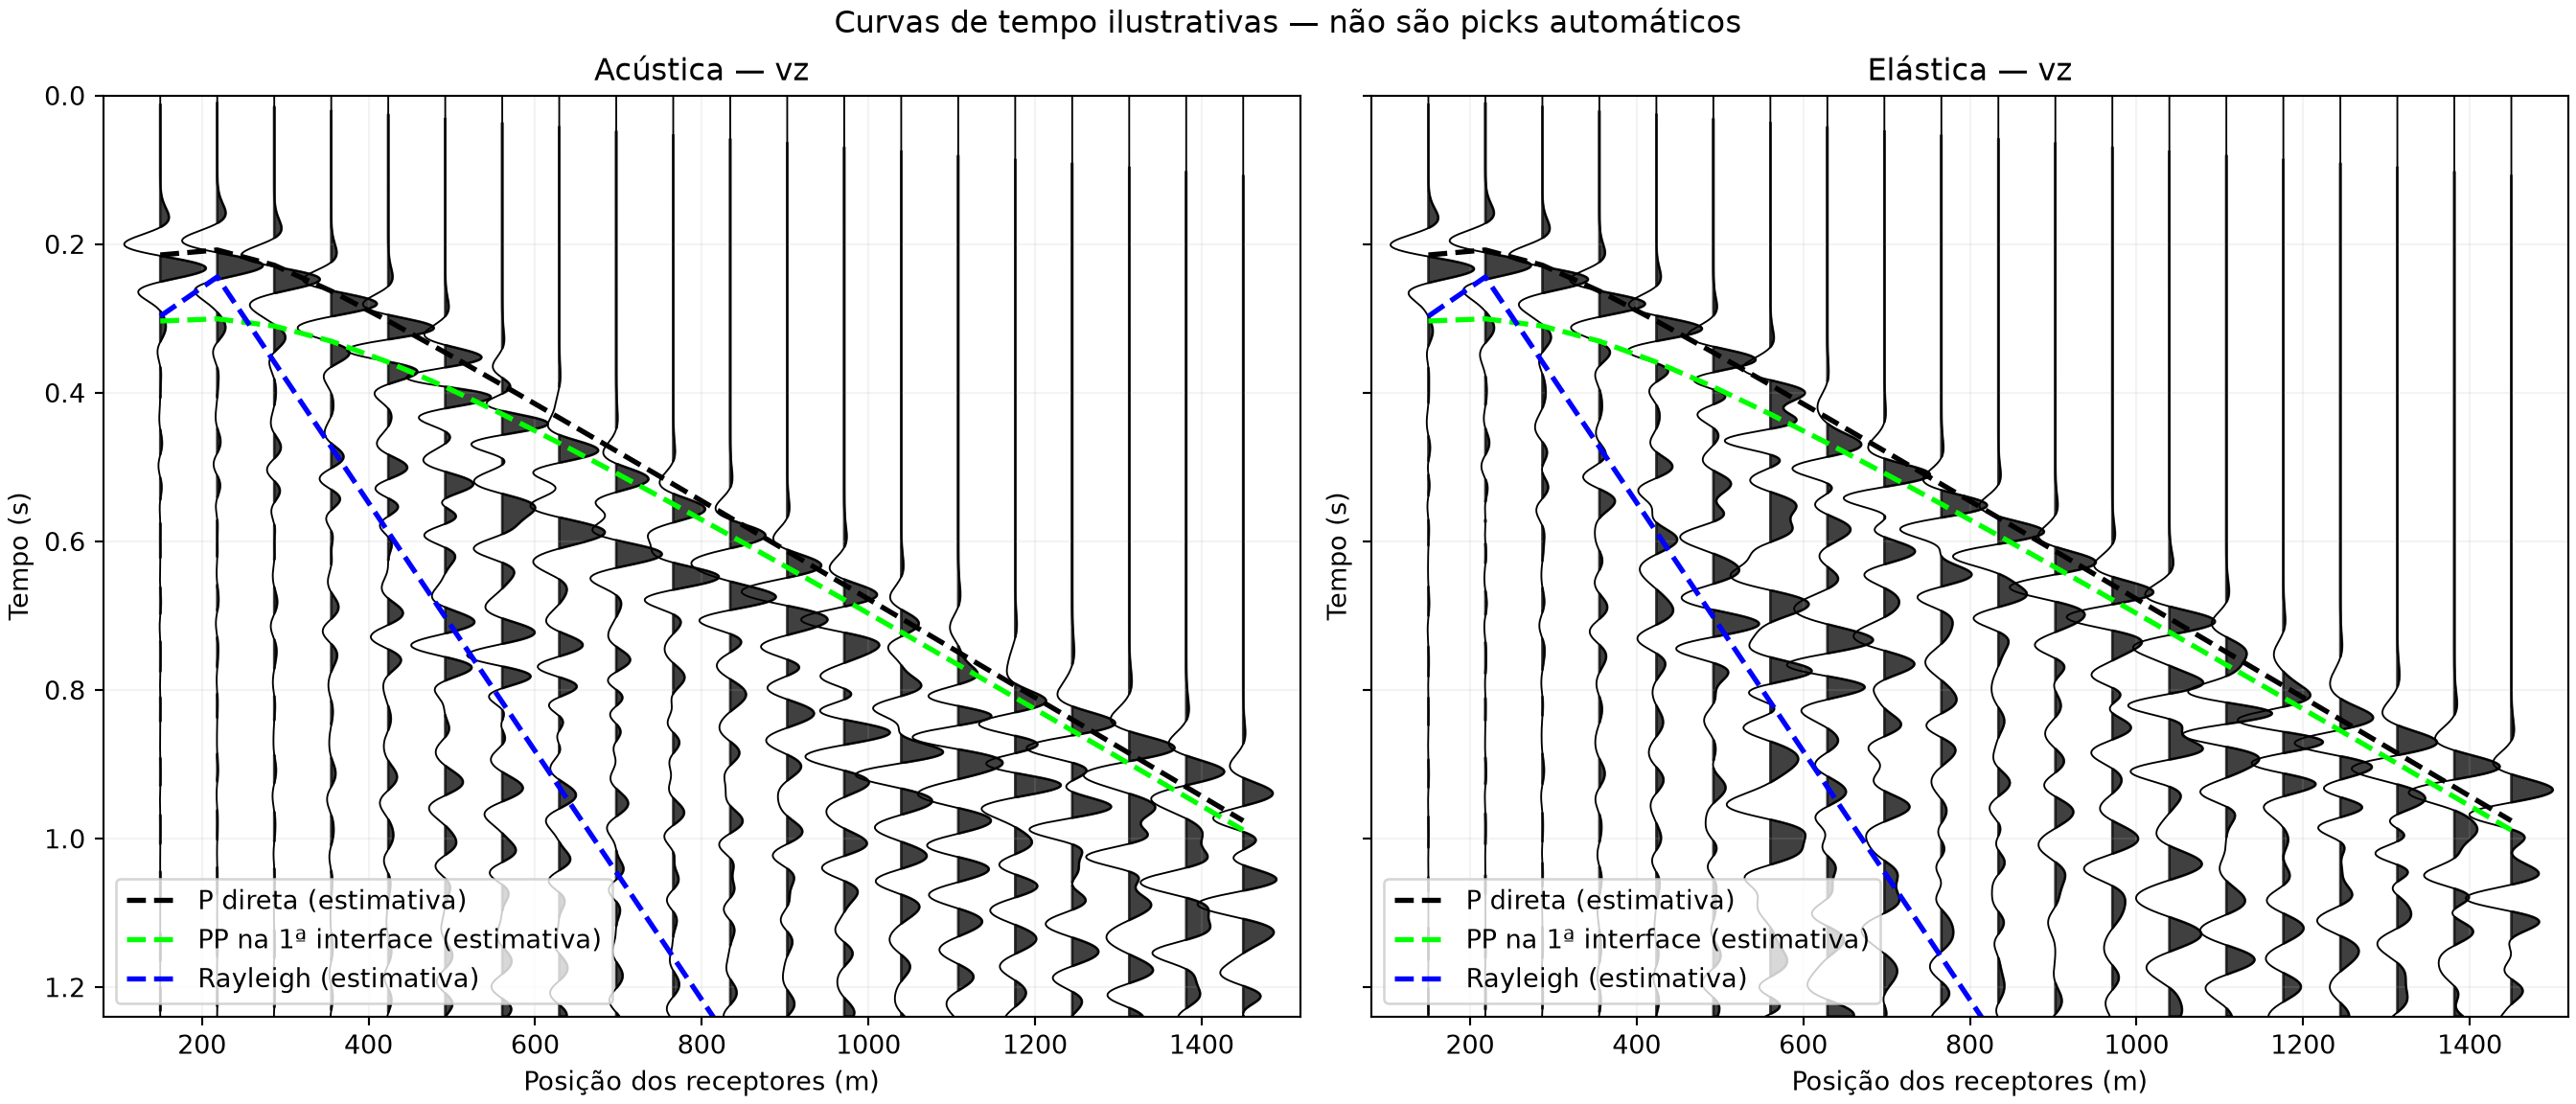 Curvas de tempo ilustrativas — não são picks automáticos
Acústica — vz
0.0
0.2
0.4
0.6
0.8
1.0
1.2
Tempo (s)
P direta (estimativa)
PP na 1ª interface (estimativa)
Rayleigh (estimativa)
200 400 600 800 1000 1200 1400
Posição dos receptores (m)
Elástica — vz
Tempo (s)
P direta (estimativa)
PP na 1ª interface (estimativa)
Rayleigh (estimativa)
200 400 600 800 1000 1200 1400
Posição dos receptores (m)